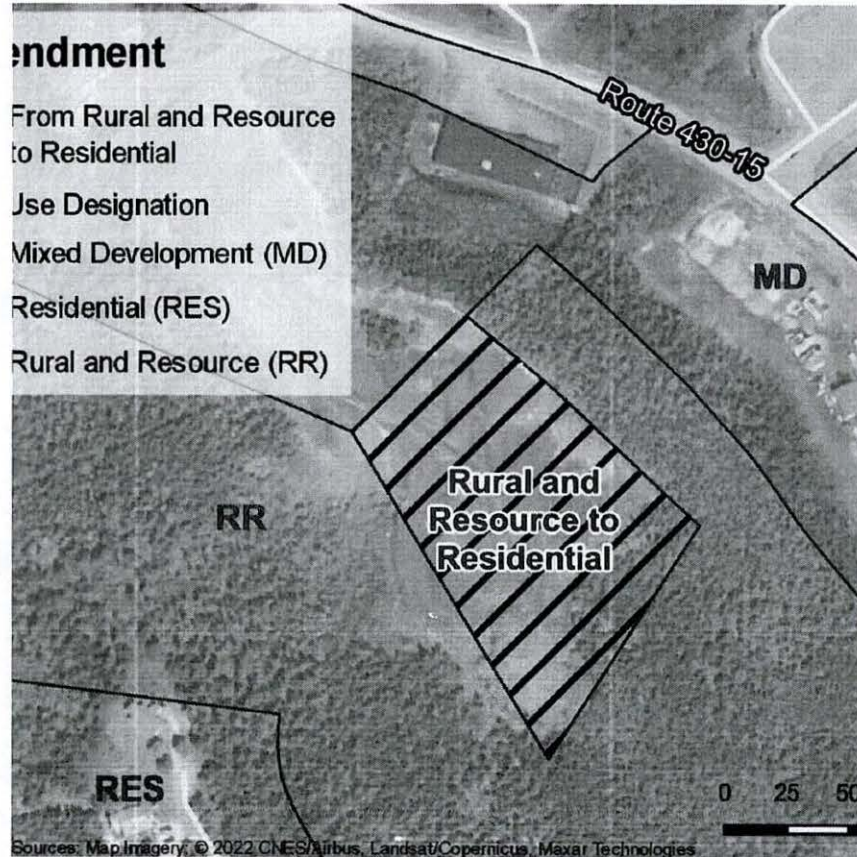 endment
From Rural and Resource
to Residential
Use Designation
Mixed Development (MD)
Residential (RES)
Rural and Resource (RR)
Route 430-15
MD
Rural and
Resource to
Residential
RR
RES
0 25 50
Sources: Map Imagery: © 2022 CNES/Airbus, Landsat/Copernicus, Maxar Technologies